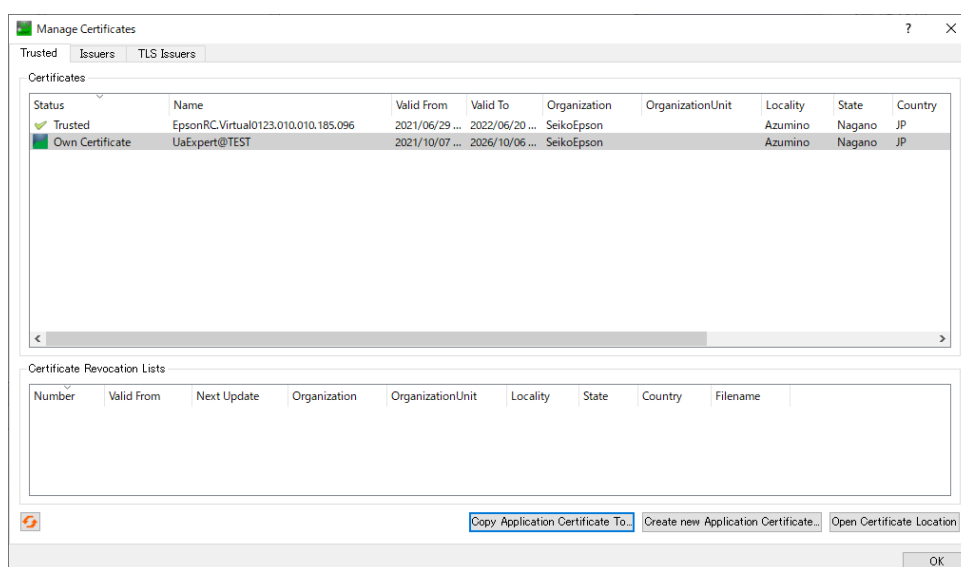 Manage Certificates
Trusted Issuers TLS Issuers
Certificates
Status Name Valid From Valid To Organization OrganizationUnit Locality State Country
Trusted EpsonRC.Virtual0123.010.010.185.096 2021/06/29 ... 2022/06/20 ... SeikoEpson Azumino Nagano JP
Own Certificate UaExpert@TEST 2021/10/07 ... 2026/10/06 ... SeikoEpson Azumino Nagano JP
Certificate Revocation Lists
Number Valid From Next Update Organization OrganizationUnit Locality State Country Filename
Copy Application Certificate To... Create new Application Certificate... Open Certificate Location
OK